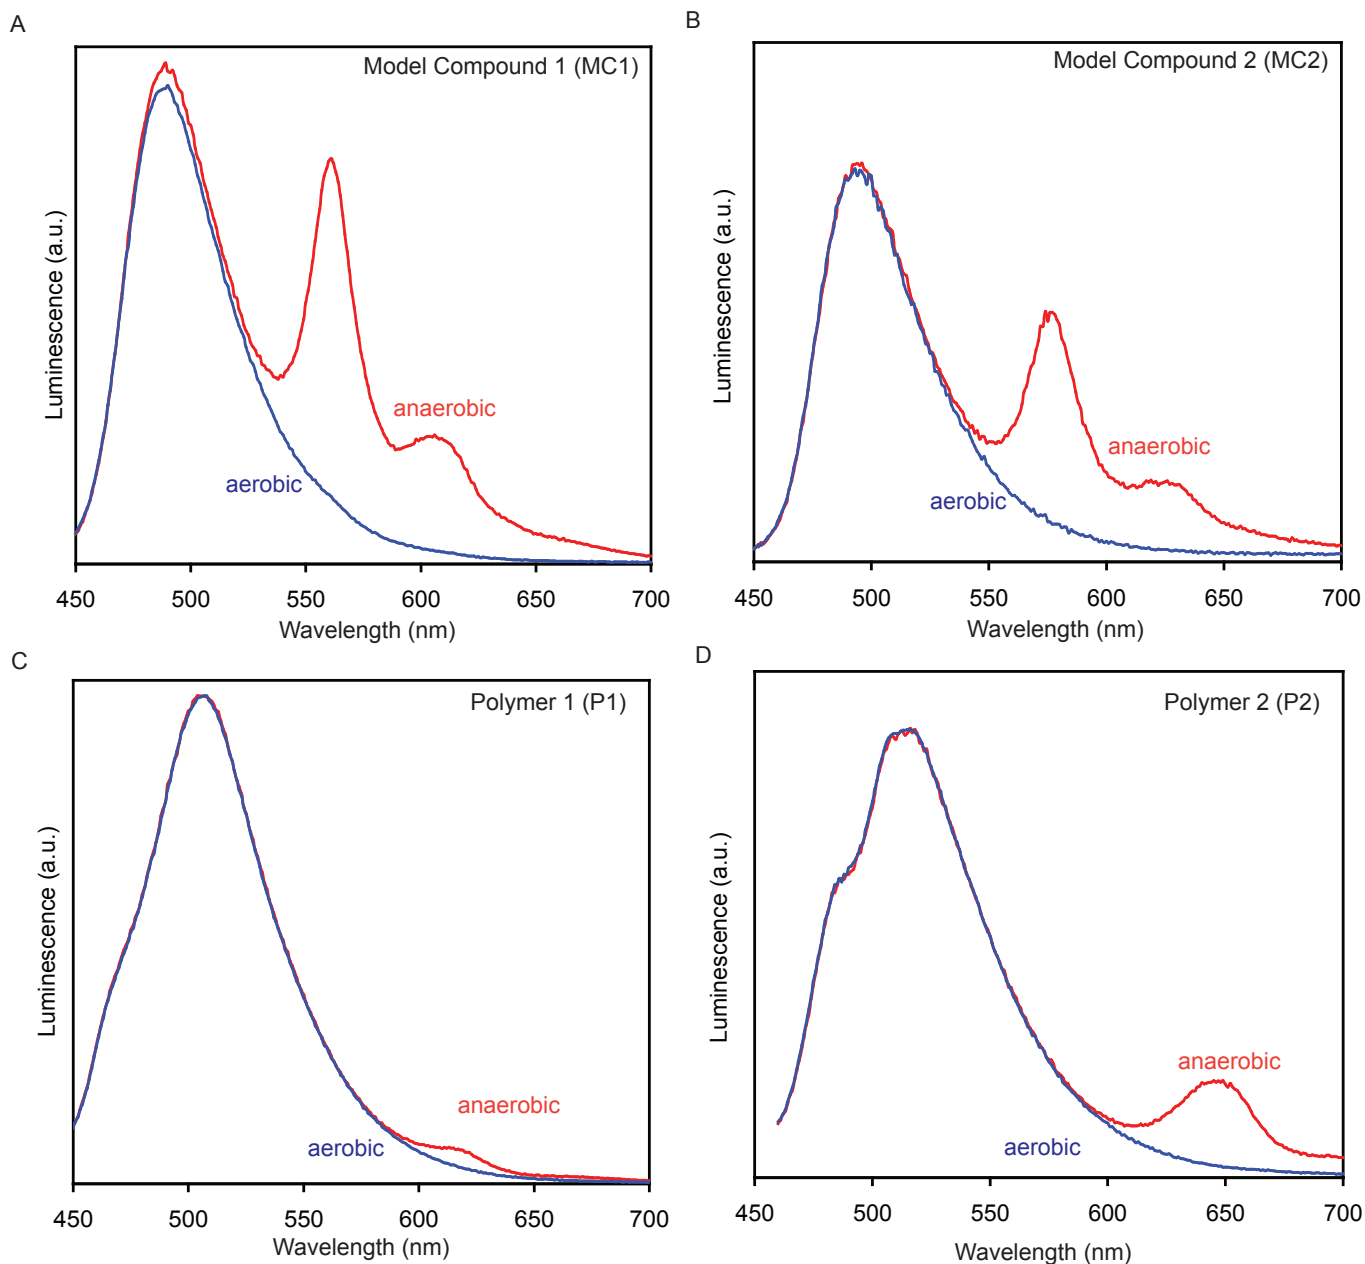 A
Model Compound 1 (MC1)
Luminescence (a.u.)
anaerobic
aerobic
450 500 550 600 650 700
Wavelength (nm)
B
Model Compound 2 (MC2)
Luminescence (a.u.)
anaerobic
aerobic
450 500 550 600 650 700
Wavelength (nm)
C
Polymer 1 (P1)
Luminescence (a.u.)
anaerobic
aerobic
450 500 550 600 650 700
Wavelength (nm)
D
Polymer 2 (P2)
Luminescence (a.u.)
anaerobic
aerobic
450 500 550 600 650 700
Wavelength (nm)